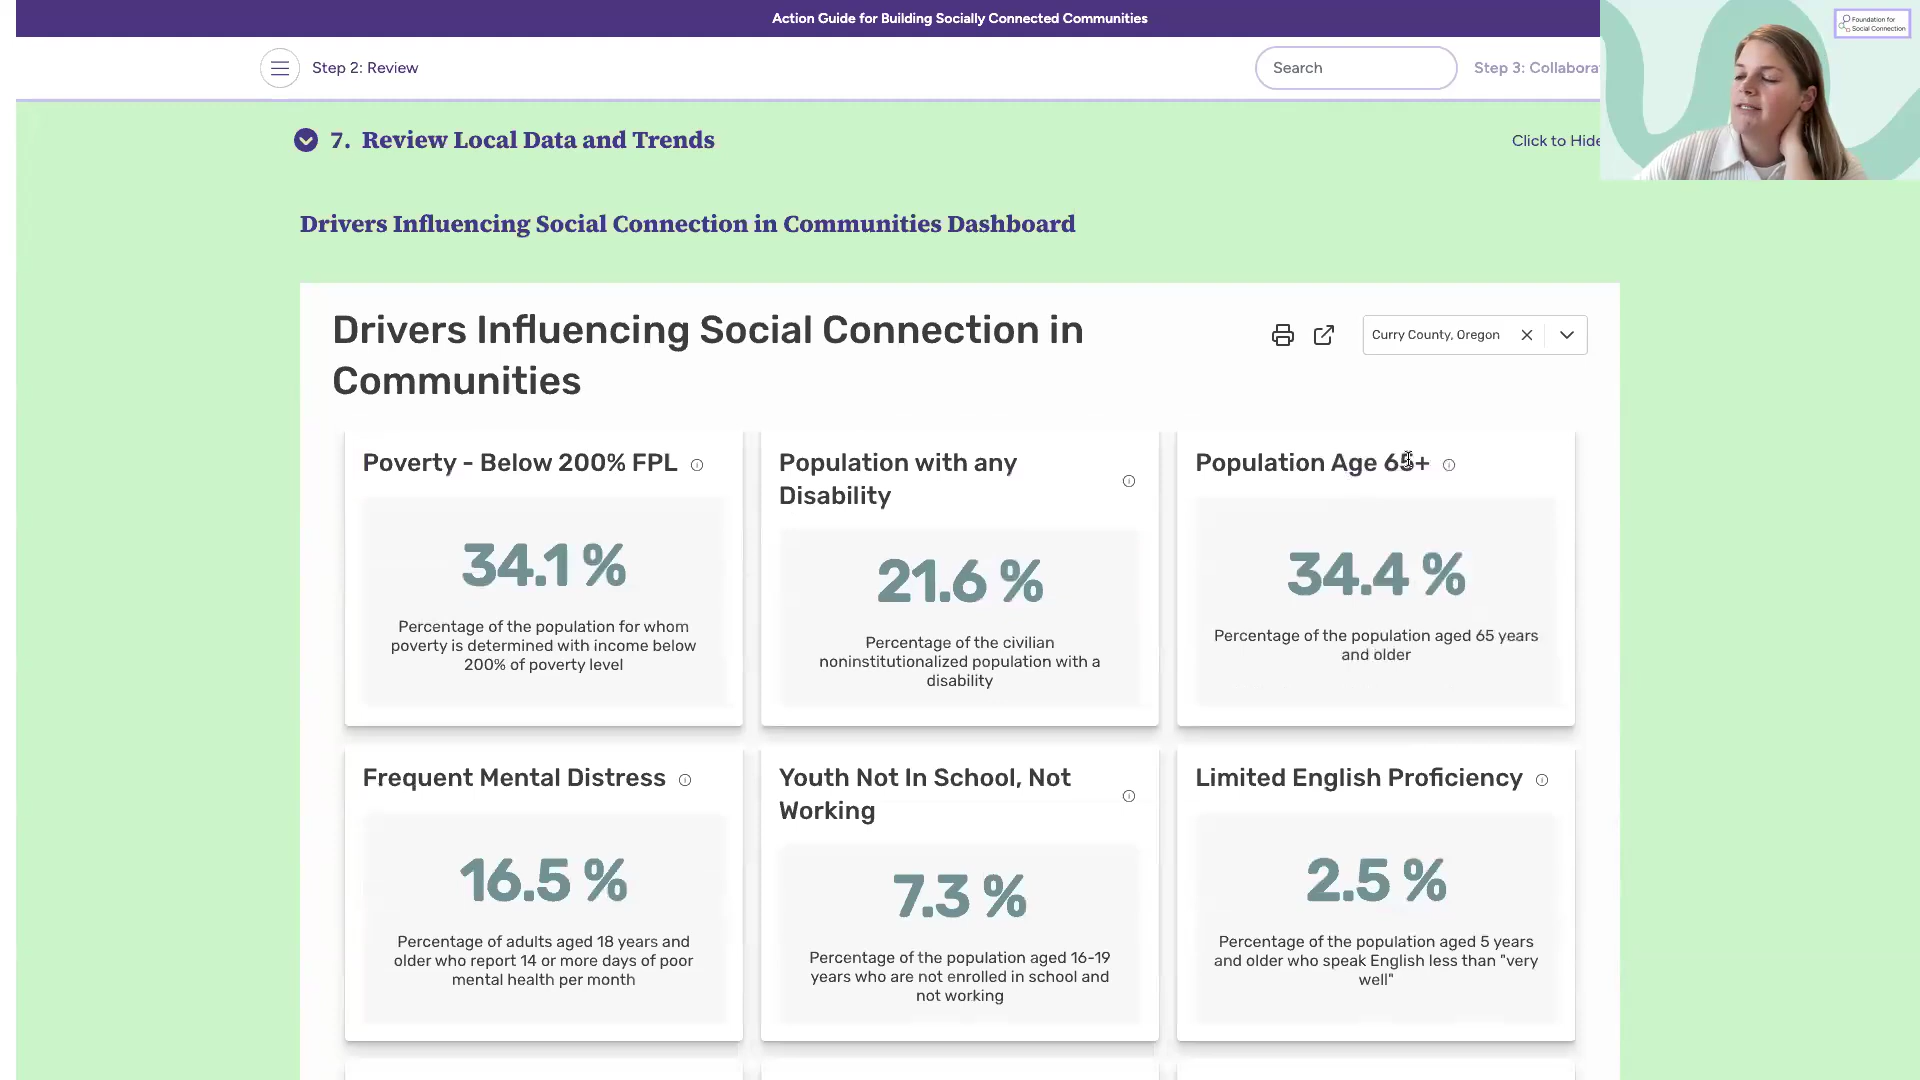 Action Guide for Building Socially Connected Communities
Step 2: Review
Search
Step 3: Collabora
Foundation for
Social Connection
7. Review Local Data and Trends
Click to Hide
Drivers Influencing Social Connection in Communities Dashboard
Drivers Influencing Social Connection in
Communities
Curry County, Oregon
Poverty - Below 200% FPL
34.1 %
Percentage of the population for whom
poverty is determined with income below
200% of poverty level
Population with any
Disability
21.6 %
Percentage of the civilian
noninstitutionalized population with a
disability
Population Age 65+
34.4 %
Percentage of the population aged 65 years
and older
Frequent Mental Distress
16.5 %
Percentage of adults aged 18 years and
older who report 14 or more days of poor
mental health per month
Youth Not In School, Not
Working
7.3 %
Percentage of the population aged 16-19
years who are not enrolled in school and
not working
Limited English Proficiency
2.5 %
Percentage of the population aged 5 years
and older who speak English less than "very
well"